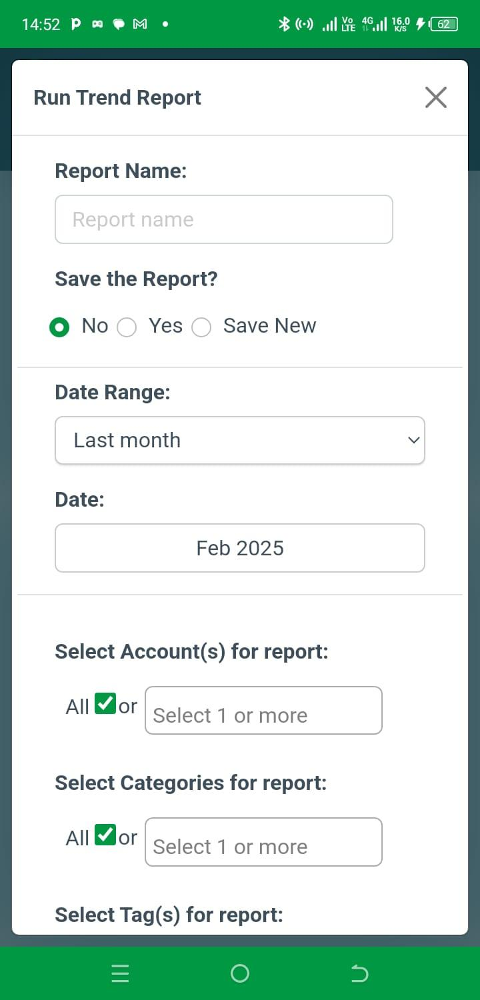 14:52
Vo LTE 4G 16.0 K/S 62
Run Trend Report
Report Name:
Report name
Save the Report?
No Yes Save New
Date Range:
Last month
Date:
Feb 2025
Select Account(s) for report:
All or Select 1 or more
Select Categories for report:
All or Select 1 or more
Select Tag(s) for report: